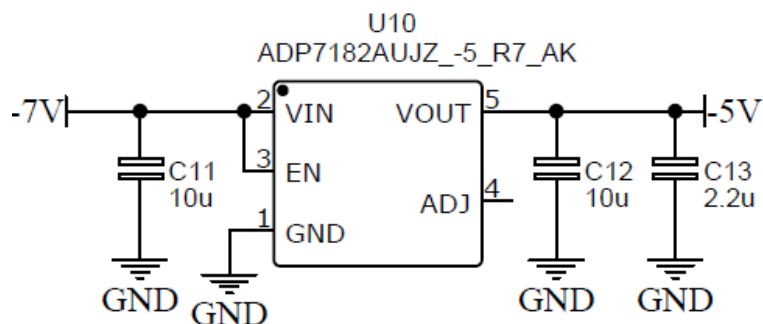 U10
ADP7182AUJZ_-5_R7_AK
-7V
2
VIN
VOUT
5
-5V
3
EN
C11
10u
C12
10u
C13
2.2u
ADJ
4
1
GND
GND
GND
GND
GND